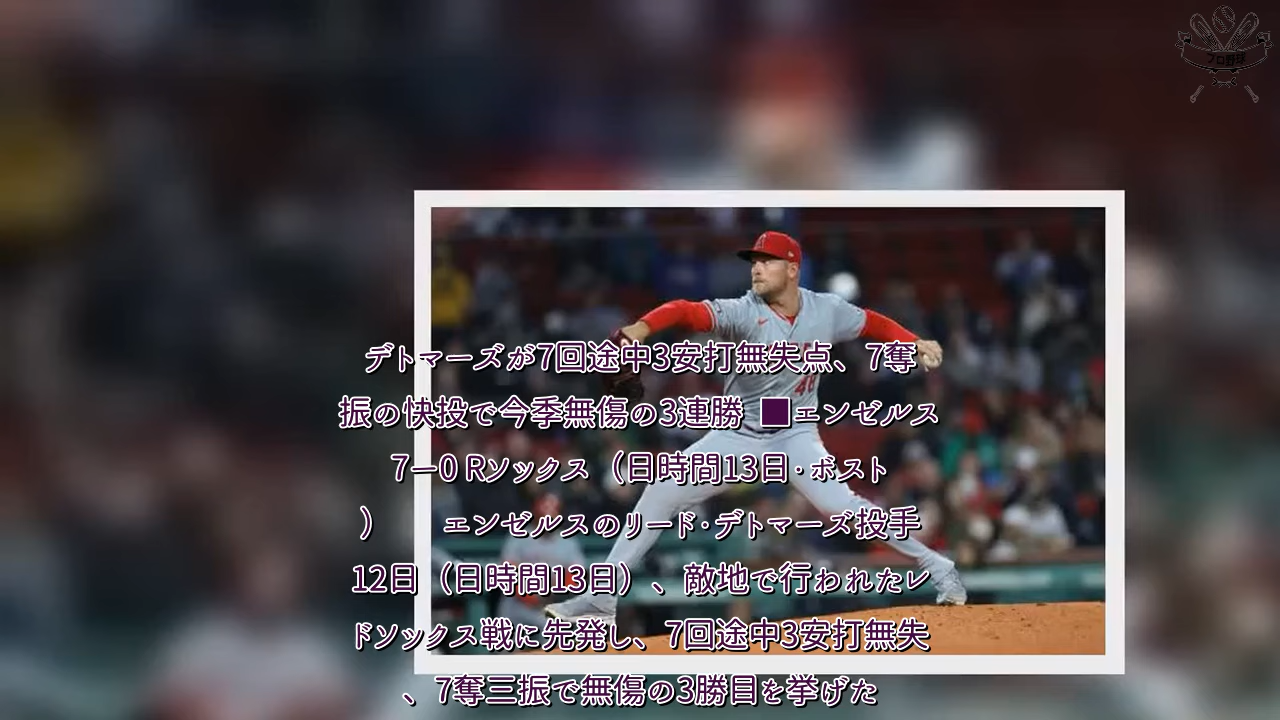 プロ野球
デトマーズが7回途中3安打無失点、7奪
振の快投で今季無傷の3連勝 ■エンゼルス
7ー0 Rソックス（日時間13日・ボスト
） エンゼルスのリード・デトマーズ投手
12日（日時間13日）、敵地で行われたレ
ドソックス戦に先発し、7回途中3安打無失
、7奪三振で無傷の3勝目を挙げた
48